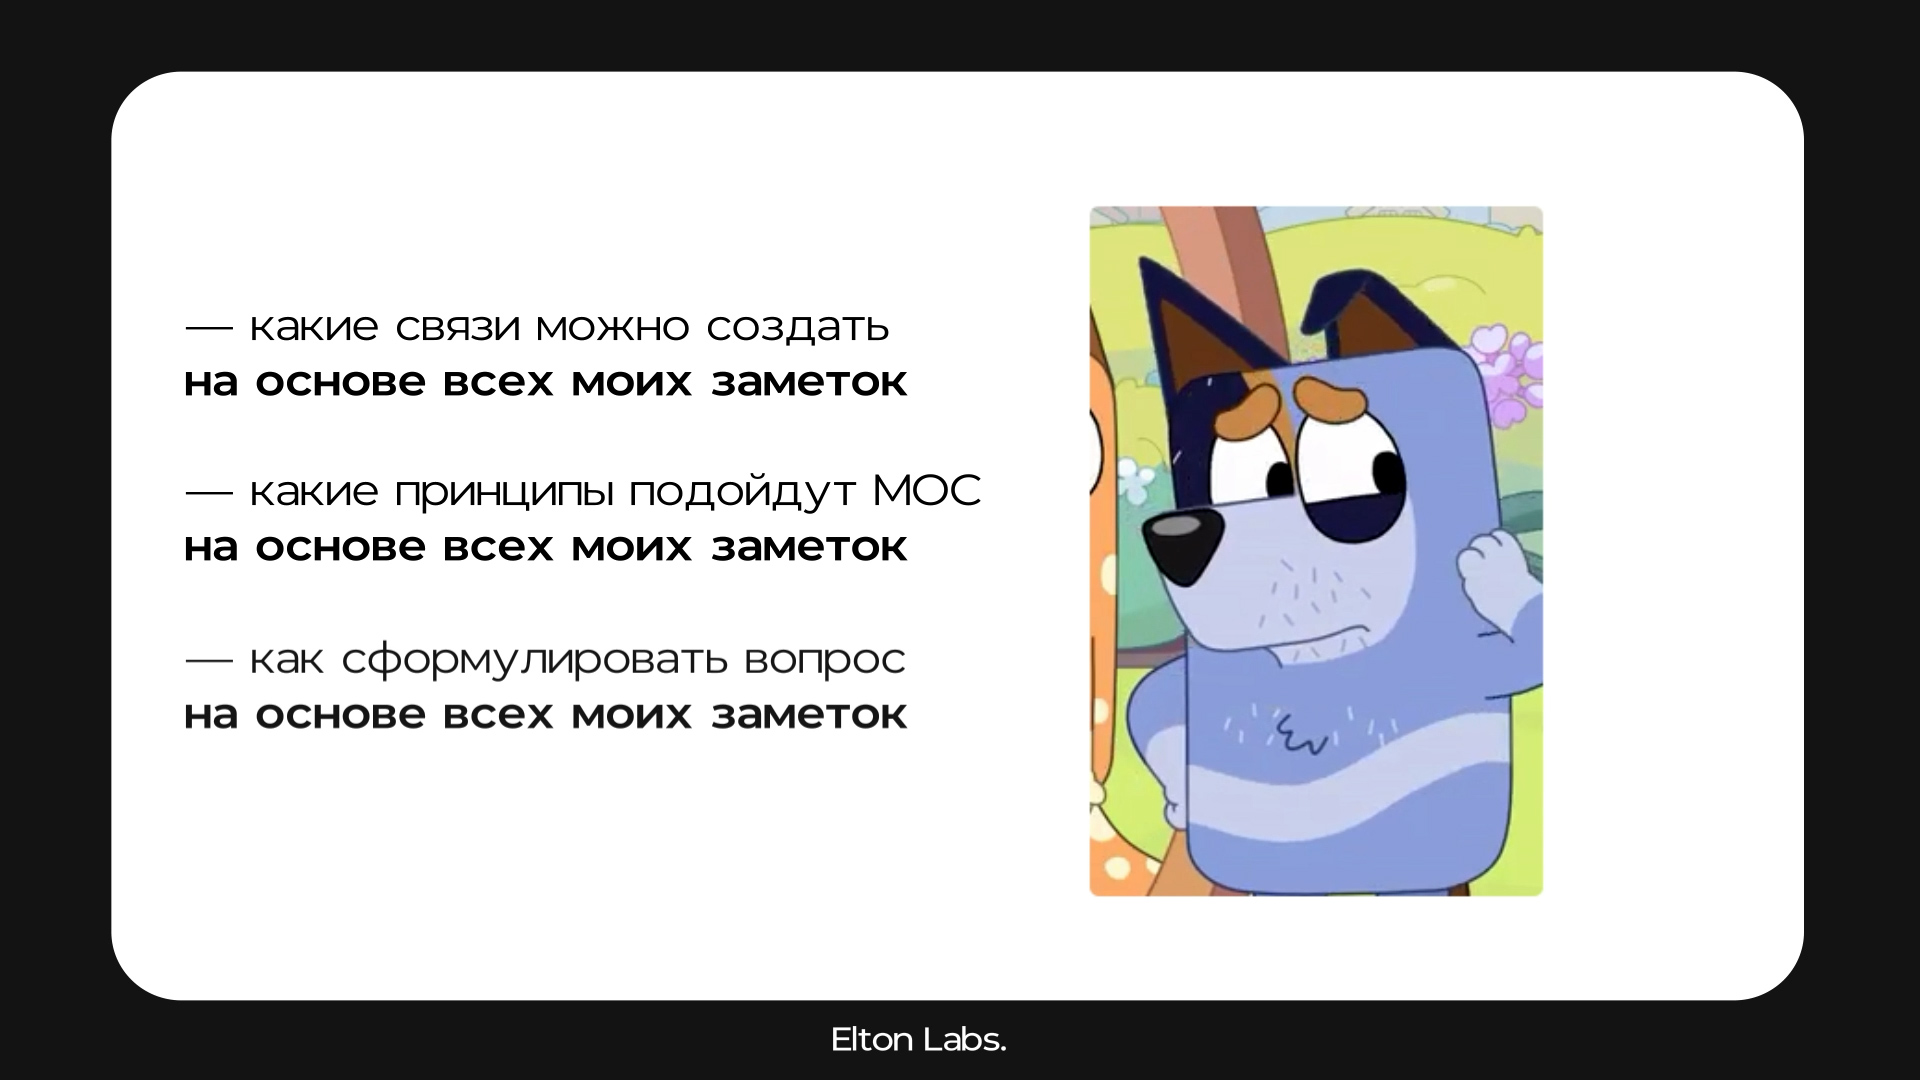 — какие связи можно создать
на основе всех моих заметок
— какие принципы подойдут МОС
на основе всех моих заметок
— как сформулировать вопрос
на основе всех моих заметок
Elton Labs.